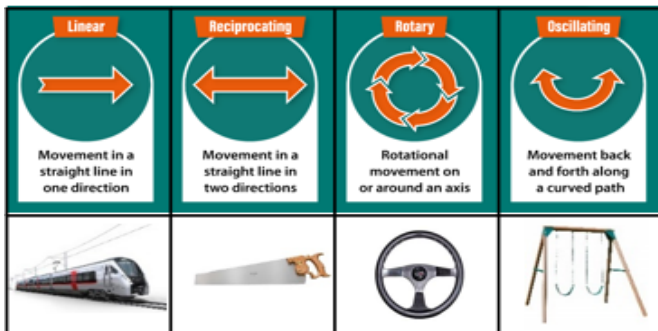 Linear
Movement in a
straight line in
one direction
Reciprocating
Movement in a
straight line in
two directions
Rotary
Rotational
movement on
or around an axis
Oscillating
Movement back
and forth along
a curved path